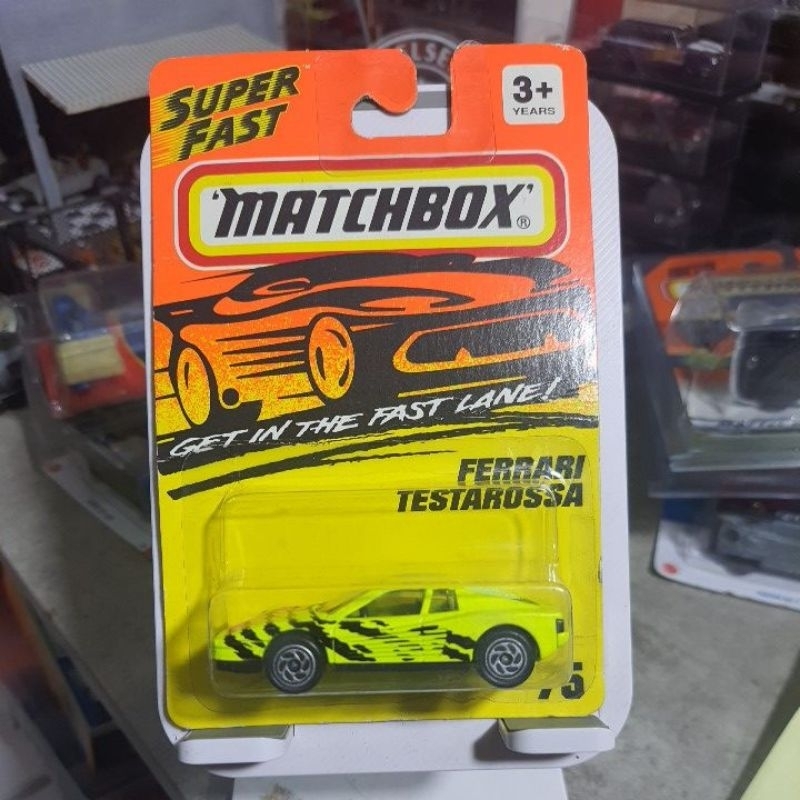 SUPER
FAST
3+
YEARS
'MATCHBOX'®
GET IN THE FAST LANE!
FERRARI
TESTAROSSA
75